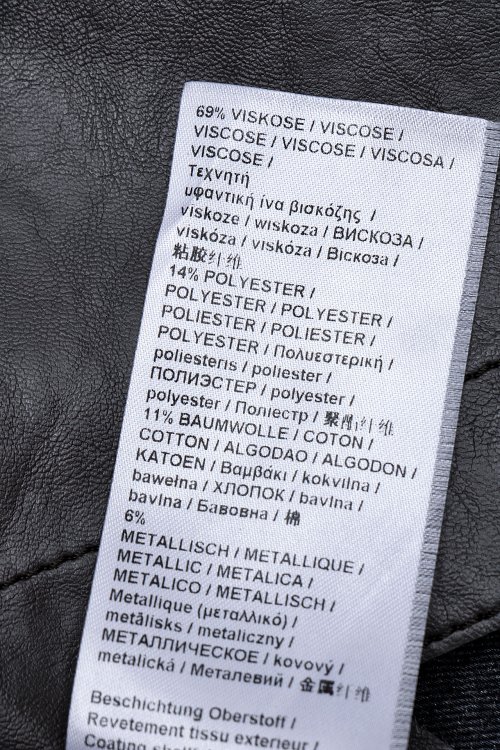 69% VISKOSE / VISCOSE /
VISCOSE / VISCOSE / VISCOSA /
VISCOSE /
Τεχνητή
υφαντική ίνα βισκόζης /
viskoze / wiskoza / ВИСКОЗА /
viskóza / viskóza / Віскоза /
粘胶纤维
14% POLYESTER /
POLYESTER / POLYESTER /
POLIESTER / POLIESTER /
POLYESTER / Πολυεστερική /
poliesteris / poliester /
ПОЛИЭСТЕР / polyester /
polyester / Поліестр / 聚酯纤维
11% BAUMWOLLE / COTON /
COTTON / ALGODAO / ALGODON /
KATOEN / Βαμβάκι / kokvilna /
bawełna / ХЛОПОК / bavlna /
bavlna / Бавовна / 棉
6%
METALLISCH / METALLIQUE /
METALLIC / METALICA /
METALICO / METALLISCH /
Metallique (μεταλλικό) /
metālisks / metaliczny /
МЕТАЛЛИЧЕСКОЕ / kovový /
metalická / Металевий / 金属纤维
Beschichtung Oberstoff /
Revetement tissu exterieur /
Coating